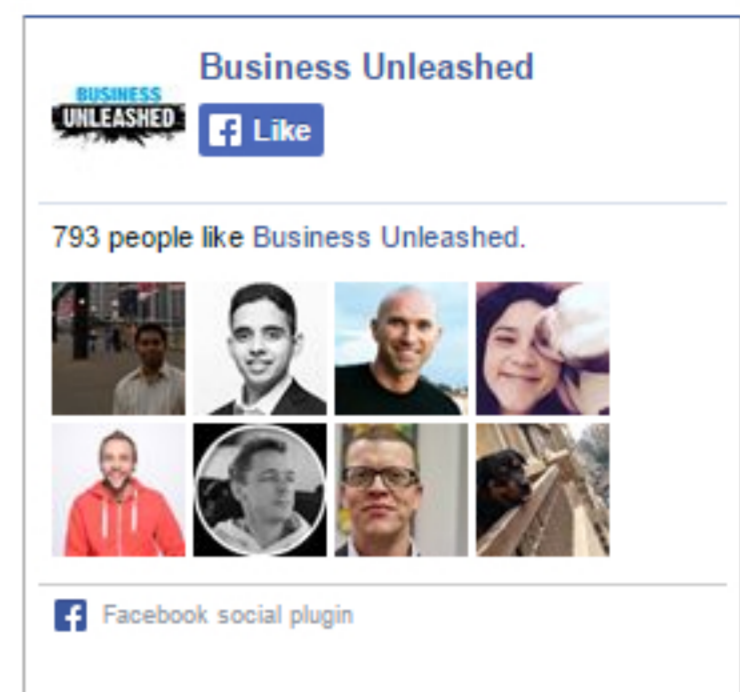 Business Unleashed
BUSINESS
UNLEASHED
Like
793 people like Business Unleashed.
Facebook social plugin